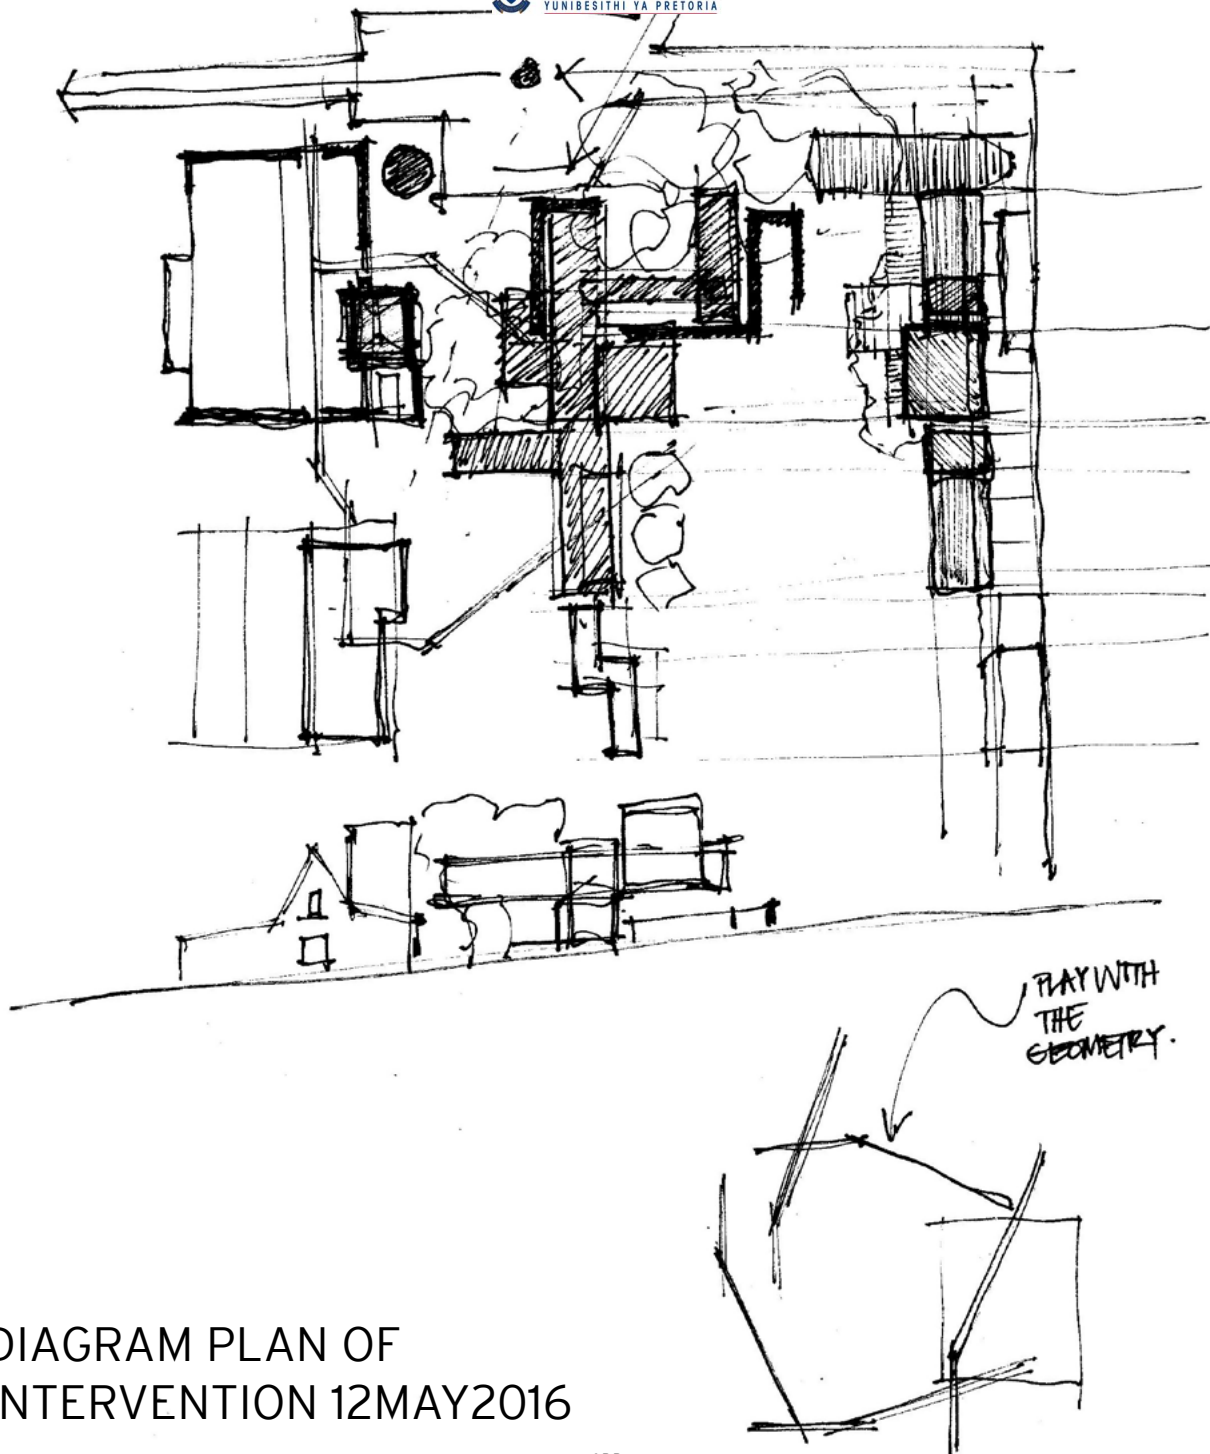 YUNIBESITHI YA PRETORIA
PLAY WITH
THE
GEOMETRY.
DIAGRAM PLAN OF
INTERVENTION 12MAY2016